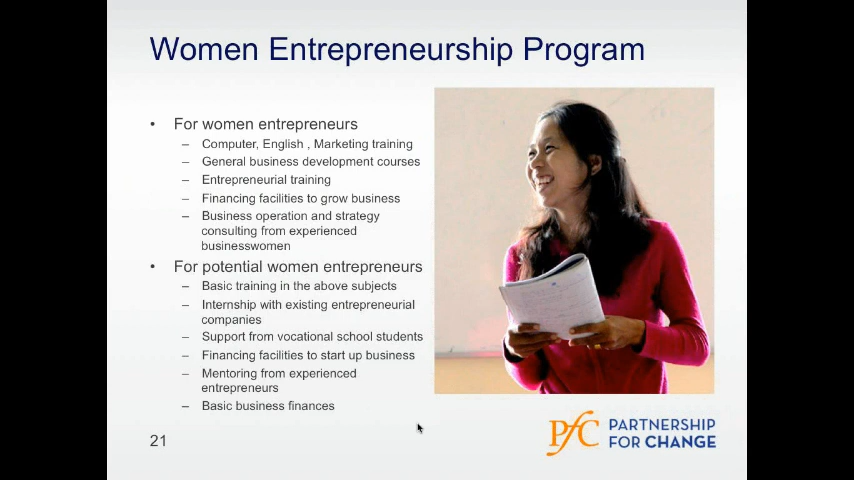 Women Entrepreneurship Program
• For women entrepreneurs
– Computer, English , Marketing training
– General business development courses
– Entrepreneurial training
– Financing facilities to grow business
– Business operation and strategy
consulting from experienced
businesswomen
• For potential women entrepreneurs
– Basic training in the above subjects
– Internship with existing entrepreneurial
companies
– Support from vocational school students
– Financing facilities to start up business
– Mentoring from experienced
entrepreneurs
– Basic business finances
21
PfC PARTNERSHIP
FOR CHANGE